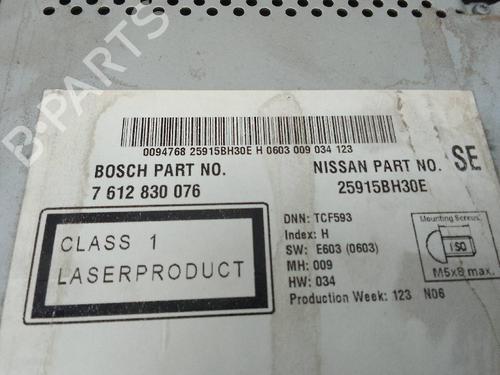 0094768 25915BH30E H 0603 009 034 123
BOSCH PART NO.
7 612 830 076
NISSAN PART NO.
25915BH30E
SE
CLASS 1
LASERPRODUCT
DNN: TCF593
Index: H
SW: E603 (0603)
MH: 009
HW: 034
Production Week: 123 N06
Mounting Screws
ISO
M5x8 max.
B-PARTS